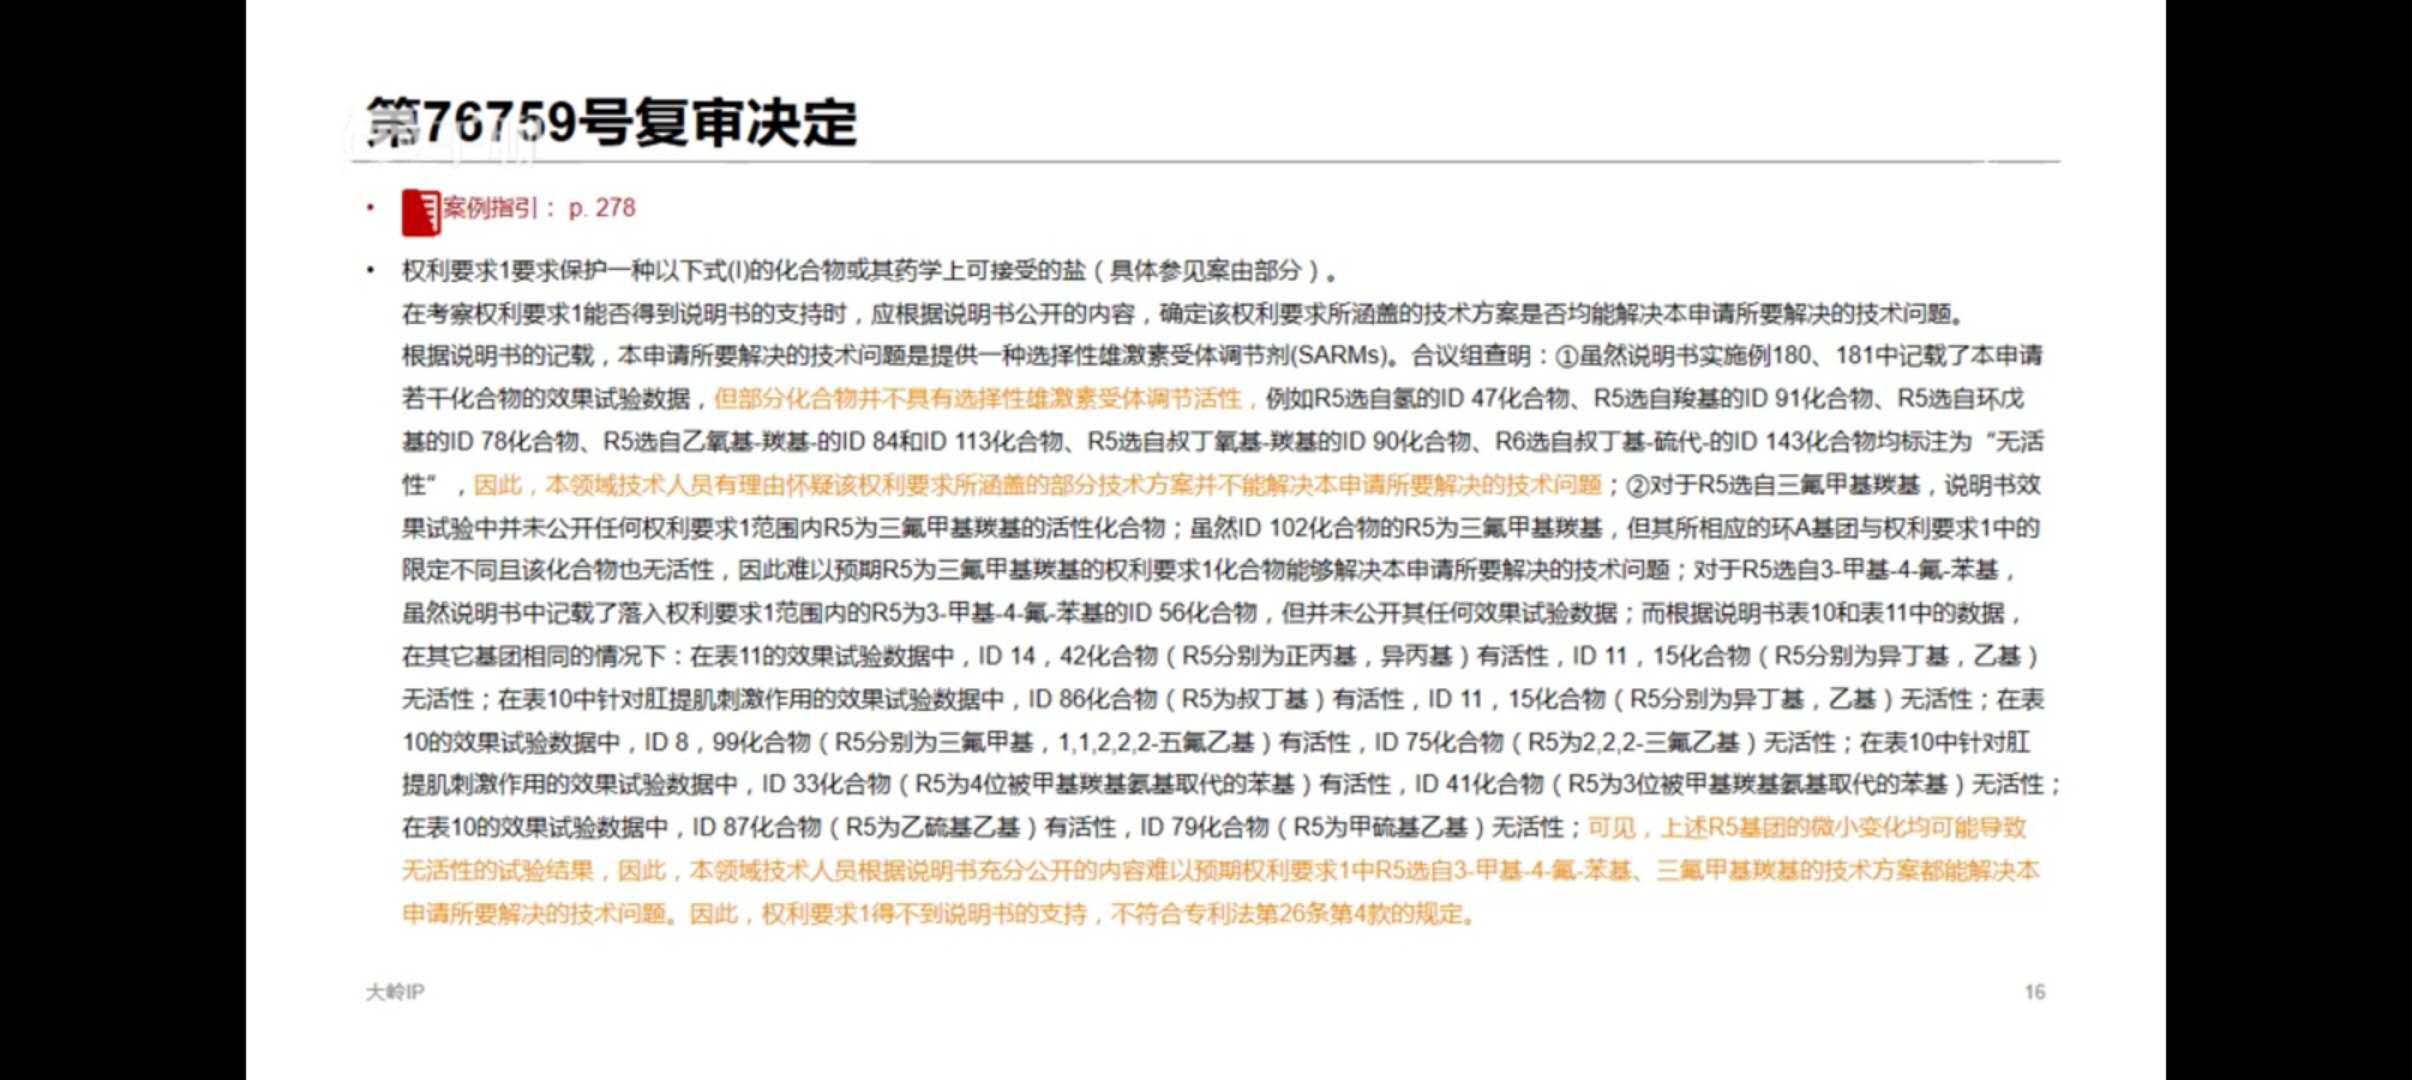 第76759号复审决定
• 案例指引： p. 278
• 权利要求1要求保护一种以下式(I)的化合物或其药学上可接受的盐（具体参见案由部分）。
在考察权利要求1能否得到说明书的支持时，应根据说明书公开的内容，确定该权利要求所涵盖的技术方案是否均能解决本申请所要解决的技术问题。
根据说明书的记载，本申请所要解决的技术问题是提供一种选择性雄激素受体调节剂(SARMs)。合议组查明：①虽然说明书实施例180、181中记载了本申请
若干化合物的效果试验数据，但部分化合物并不具有选择性雄激素受体调节活性，例如R5选自氢的ID 47化合物、R5选自羧基的ID 91化合物、R5选自环戊
基的ID 78化合物、R5选自乙氧基-羰基-的ID 84和ID 113化合物、R5选自叔丁氧基-羰基的ID 90化合物、R6选自叔丁基-硫代-的ID 143化合物均标注为“无活
性”，因此，本领域技术人员有理由怀疑该权利要求所涵盖的部分技术方案并不能解决本申请所要解决的技术问题；②对于R5选自三氟甲基羰基，说明书效
果试验中并未公开任何权利要求1范围内R5为三氟甲基羰基的活性化合物；虽然ID 102化合物的R5为三氟甲基羰基，但其所相应的环A基团与权利要求1中的
限定不同且该化合物也无活性，因此难以预期R5为三氟甲基羰基的权利要求1化合物能够解决本申请所要解决的技术问题；对于R5选自3-甲基-4-氟-苯基，
虽然说明书中记载了落入权利要求1范围内的R5为3-甲基-4-氟-苯基的ID 56化合物，但并未公开其任何效果试验数据；而根据说明书表10和表11中的数据，
在其它基团相同的情况下：在表11的效果试验数据中，ID 14，42化合物（R5分别为正丙基，异丙基）有活性，ID 11，15化合物（R5分别为异丁基，乙基）
无活性；在表10中针对肛提肌刺激作用的效果试验数据中，ID 86化合物（R5为叔丁基）有活性，ID 11，15化合物（R5分别为异丁基，乙基）无活性；在表
10的效果试验数据中，ID 8，99化合物（R5分别为三氟甲基，1,1,2,2,2-五氟乙基）有活性，ID 75化合物（R5为2,2,2-三氟乙基）无活性；在表10中针对肛
提肌刺激作用的效果试验数据中，ID 33化合物（R5为4位被甲基羰基氨基取代的苯基）有活性，ID 41化合物（R5为3位被甲基羰基氨基取代的苯基）无活性；
在表10的效果试验数据中，ID 87化合物（R5为乙硫基乙基）有活性，ID 79化合物（R5为甲硫基乙基）无活性；可见，上述R5基团的微小变化均可能导致
无活性的试验结果，因此，本领域技术人员根据说明书充分公开的内容难以预期权利要求1中R5选自3-甲基-4-氟-苯基、三氟甲基羰基的技术方案都能解决本
申请所要解决的技术问题。因此，权利要求1得不到说明书的支持，不符合专利法第26条第4款的规定。
大岭IP
16